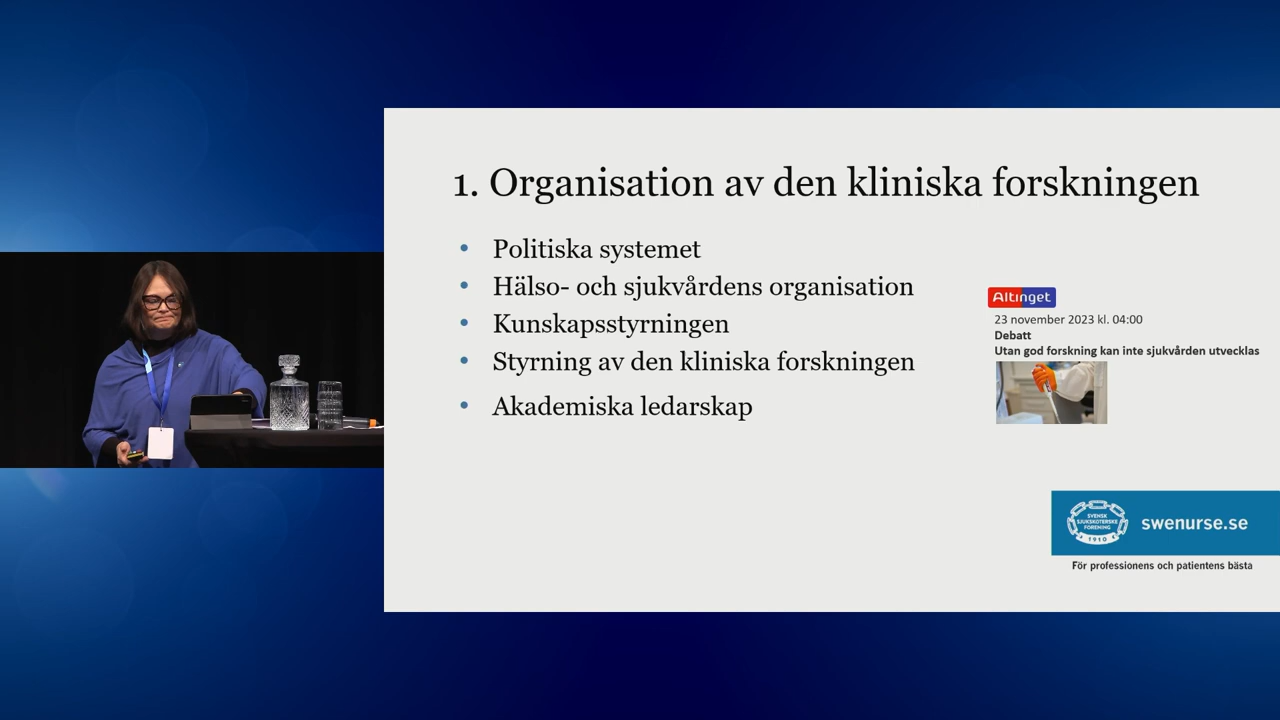 1. Organisation av den kliniska forskningen
• Politiska systemet
• Hälso- och sjukvårdens organisation
• Kunskapsstyrningen
• Styrning av den kliniska forskningen
• Akademiska ledarskap
Altinget
23 november 2023 kl. 04:00
Debatt
Utan god forskning kan inte sjukvården utvecklas
SVENSK
SJUKSKÖTERSKE
FÖRENING
1910
swenurse.se
För professionens och patientens bästa